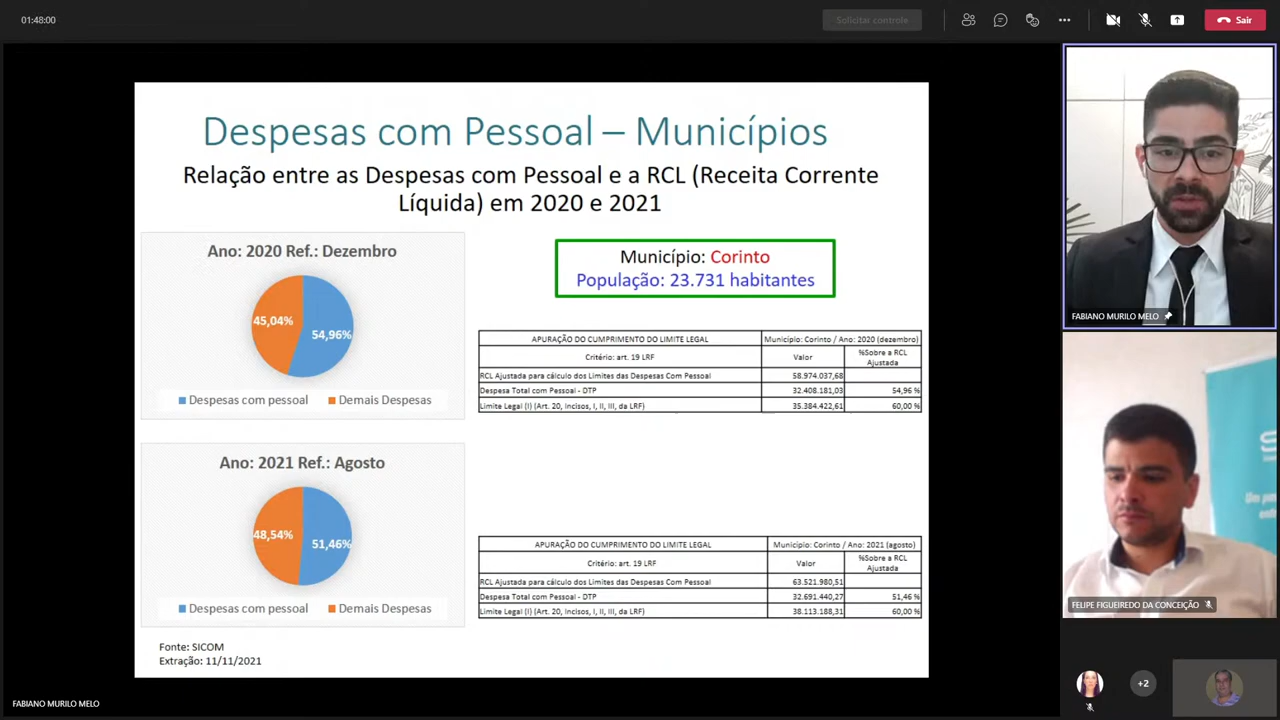 01:48:00
Solicitar controle
Sair
Despesas com Pessoal – Municípios
Relação entre as Despesas com Pessoal e a RCL (Receita Corrente
Líquida) em 2020 e 2021
Ano: 2020 Ref.: Dezembro
45,04%
54,96%
Despesas com pessoal
Demais Despesas
Município: Corinto
População: 23.731 habitantes
APURAÇÃO DO CUMPRIMENTO DO LIMITE LEGAL Município: Corinto / Ano: 2020 (dezembro)
Critério: art. 19 LRF Valor %Sobre a RCL
Ajustada
RCL Ajustada para cálculo dos Limites das Despesas Com Pessoal 58.974.037,68
Despesa Total com Pessoal - DTP 32.408.181,03 54,96 %
Limite Legal (I) (Art. 20, Incisos, I, II, III, da LRF) 35.384.422,61 60,00 %
Ano: 2021 Ref.: Agosto
48,54%
51,46%
Despesas com pessoal
Demais Despesas
APURAÇÃO DO CUMPRIMENTO DO LIMITE LEGAL Município: Corinto / Ano: 2021 (agosto)
Critério: art. 19 LRF Valor %Sobre a RCL
Ajustada
RCL Ajustada para cálculo dos Limites das Despesas Com Pessoal 63.521.980,51
Despesa Total com Pessoal - DTP 32.691.440,27 51,46 %
Limite Legal (I) (Art. 20, Incisos, I, II, III, da LRF) 38.113.188,31 60,00 %
Fonte: SICOM
Extração: 11/11/2021
FABIANO MURILO MELO
FABIANO MURILO MELO
FELIPE FIGUEIREDO DA CONCEIÇÃO
+2